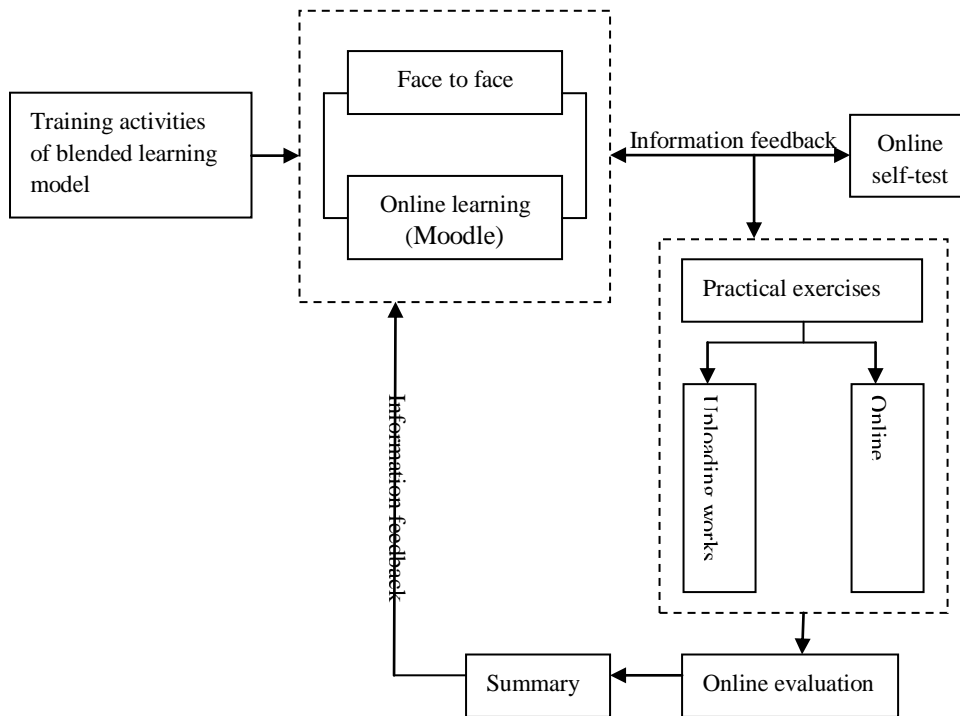 Face to face
Training activities
of blended learning
model
Online learning
(Moodle)
Information feedback
Online
self-test
Practical exercises
Uploading works
Online
Information feedback
Summary
Online evaluation